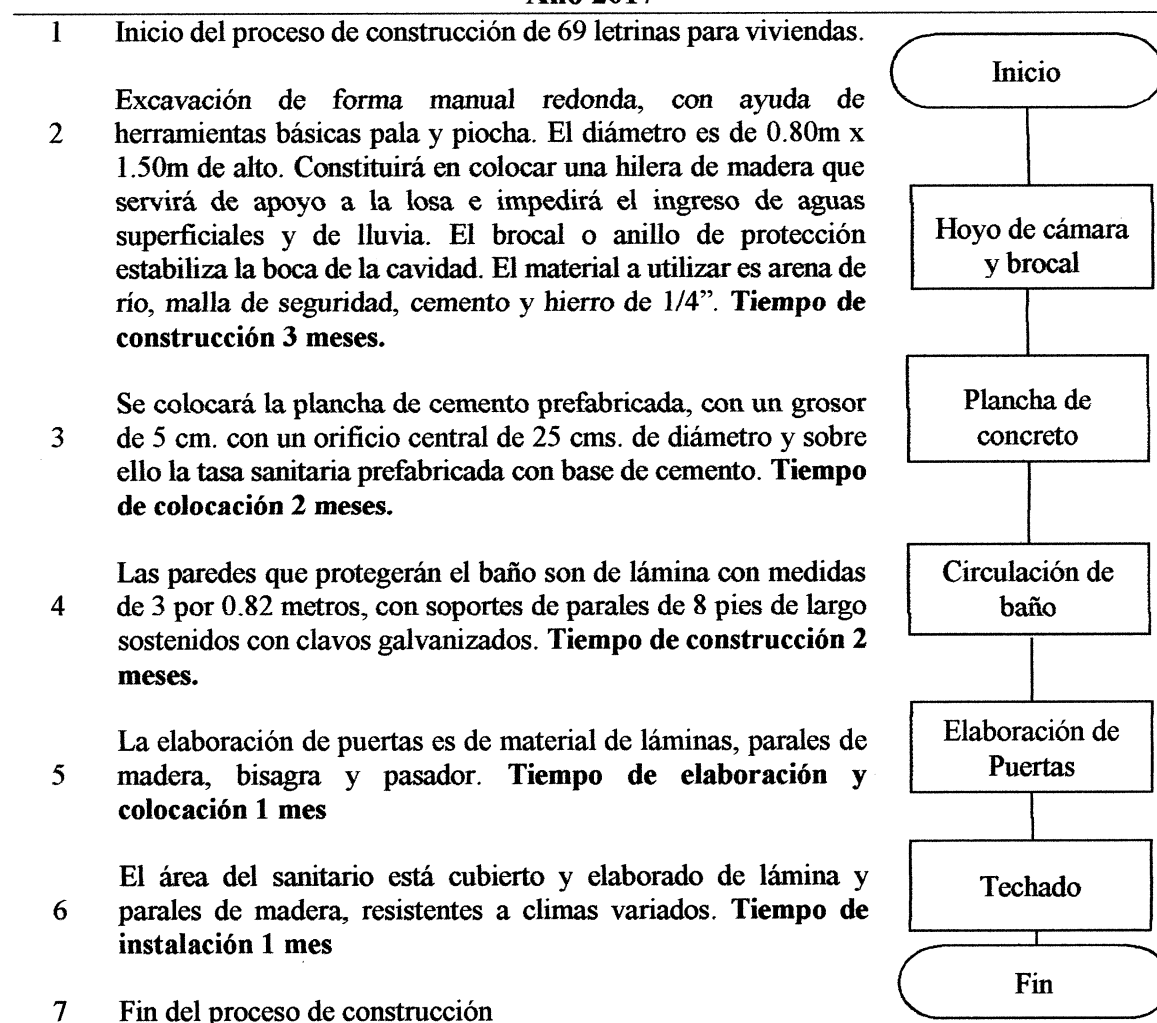 Año 2017
1 Inicio del proceso de construcción de 69 letrinas para viviendas.
Excavación de forma manual redonda, con ayuda de
2 herramientas básicas pala y piocha. El diámetro es de 0.80m x
1.50m de alto. Constituirá en colocar una hilera de madera que
servirá de apoyo a la losa e impedirá el ingreso de aguas
superficiales y de lluvia. El brocal o anillo de protección
estabiliza la boca de la cavidad. El material a utilizar es arena de
río, malla de seguridad, cemento y hierro de 1/4”. Tiempo de
construcción 3 meses.
Se colocará la plancha de cemento prefabricada, con un grosor
3 de 5 cm. con un orificio central de 25 cms. de diámetro y sobre
ello la tasa sanitaria prefabricada con base de cemento. Tiempo
de colocación 2 meses.
Las paredes que protegerán el baño son de lámina con medidas
4 de 3 por 0.82 metros, con soportes de parales de 8 pies de largo
sostenidos con clavos galvanizados. Tiempo de construcción 2
meses.
La elaboración de puertas es de material de láminas, parales de
5 madera, bisagra y pasador. Tiempo de elaboración y
colocación 1 mes
El área del sanitario está cubierto y elaborado de lámina y
6 parales de madera, resistentes a climas variados. Tiempo de
instalación 1 mes
7 Fin del proceso de construcción
Inicio
Hoyo de cámara
y brocal
Plancha de
concreto
Circulación de
baño
Elaboración de
Puertas
Techado
Fin